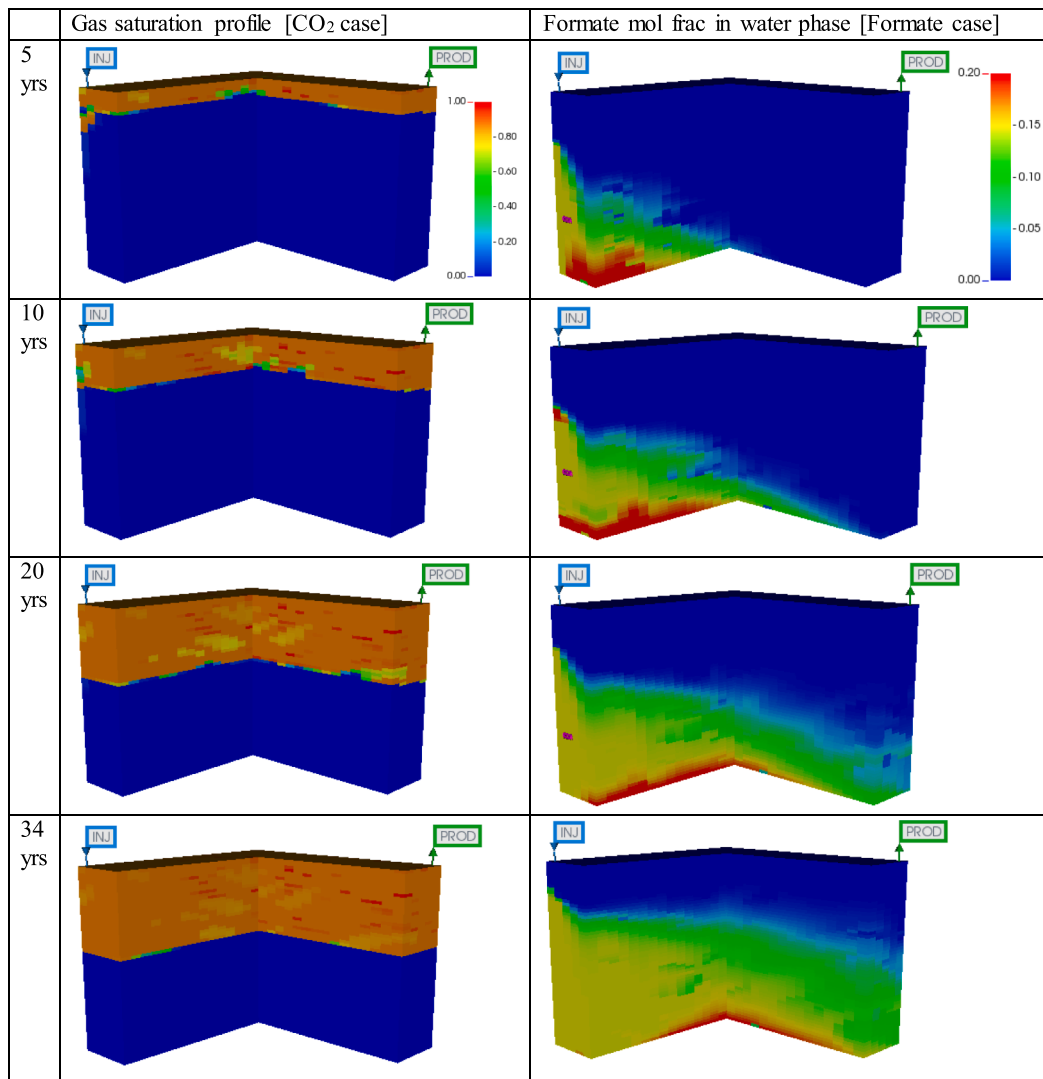 Gas saturation profile [CO₂ case]
Formate mol frac in water phase [Formate case]
5
yrs
INJ
PROD
1.00
0.80
0.60
0.40
0.20
0.00
INJ
PROD
0.20
0.15
0.10
0.05
0.00
10
yrs
INJ
PROD
INJ
PROD
20
yrs
INJ
PROD
INJ
PROD
34
yrs
INJ
PROD
INJ
PROD